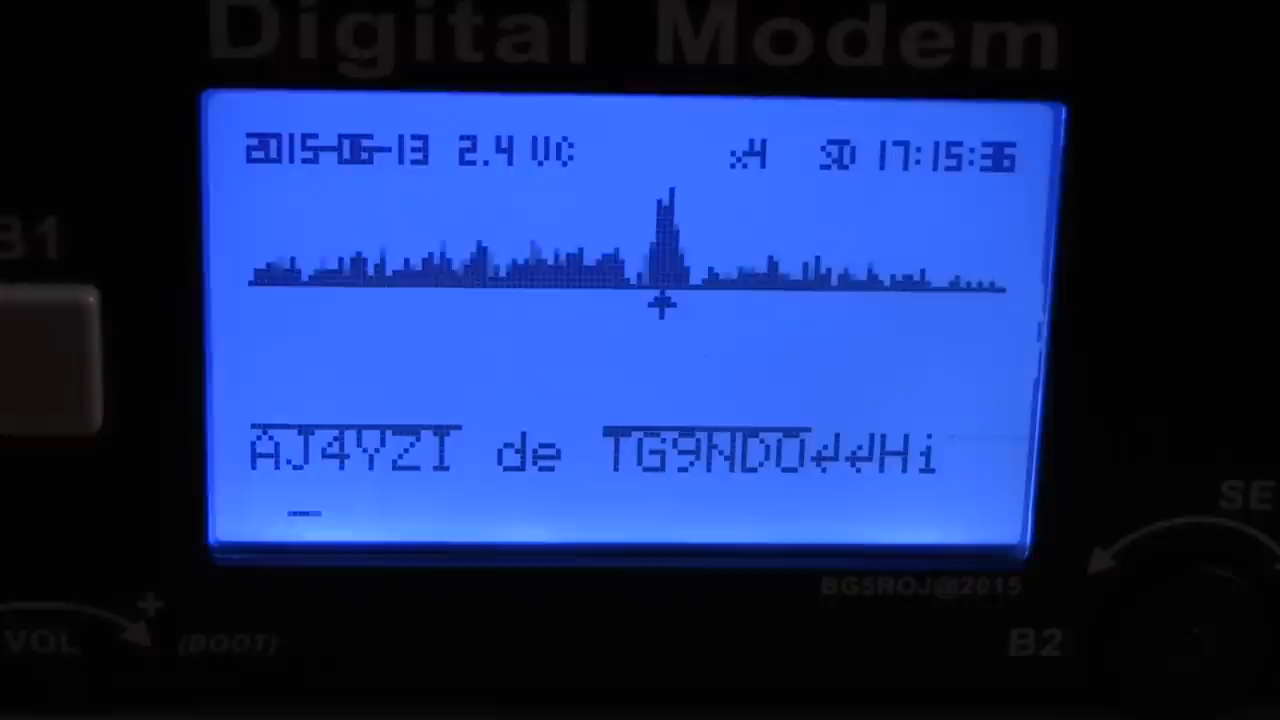 Digital Modem
2015-06-13 2.4 UC x4 SD 17:15:36
B1
AJ4YZI de TG9NDO↲↲Hi
SE
BG5ROJ@2015
+
VOL (BOOT) B2